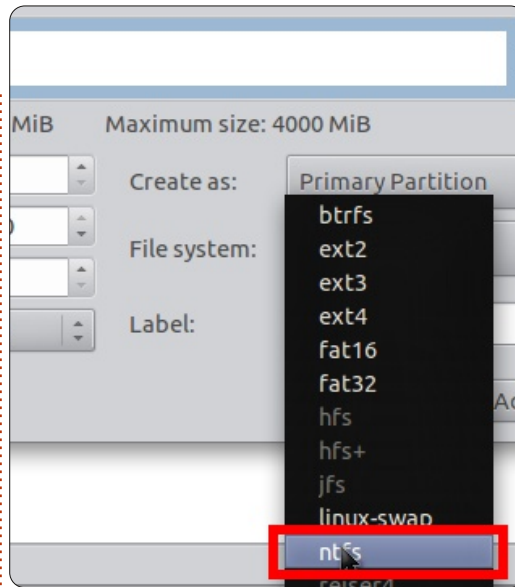 MiB Maximum size: 4000 MiB
Create as: Primary Partition
File system:
Label:
btrfs
ext2
ext3
ext4
fat16
fat32
hfs
hfs+
jfs
linux-swap
ntfs
reiser4